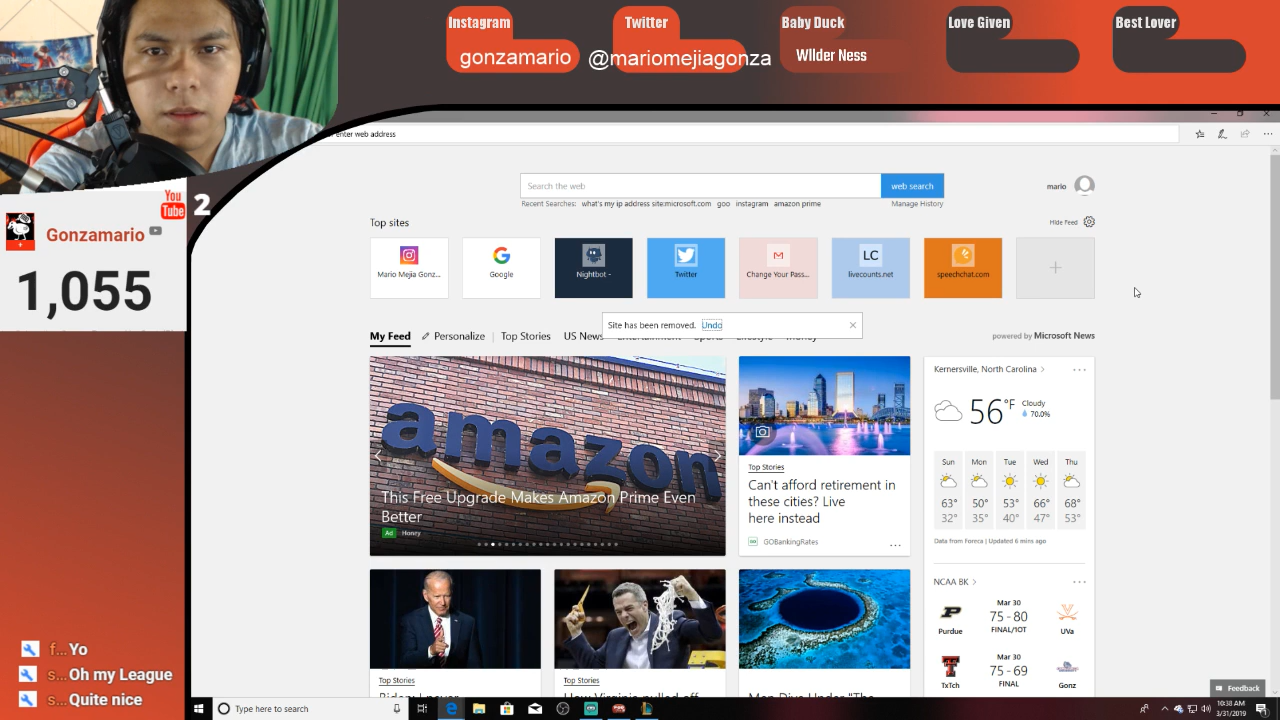 Instagram
gonzamario
Twitter
@mariomejiagonza
Baby Duck
WIlder Ness
Love Given
Best Lover
You
Tube
2
Gonzamario
1,055
enter web address
Search the web
web search
mario
Recent Searches: what's my ip address site:microsoft.com goo instagram amazon prime
Manage History
Top sites
Hide Feed
Mario Mejia Gonz...
Google
Nightbot -
Twitter
Change Your Pass...
LC
livecounts.net
speechchat.com
Site has been removed. Undo
My Feed
Personalize
Top Stories
US News
powered by Microsoft News
amazon
This Free Upgrade Makes Amazon Prime Even
Better
Ad Honey
Top Stories
Can't afford retirement in
these cities? Live
here instead
GOBankingRates
Kernersville, North Carolina
56 °F
Cloudy
70.0%
Sun Mon Tue Wed Thu
63° 50° 53° 66° 68°
32° 35° 40° 47° 53°
Data from Foreca | Updated 6 mins ago
NCAA BK
Mar 30
75 - 80
FINAL/1OT
Purdue
UVa
Mar 30
75 - 69
FINAL
TxTch
Gonz
Top Stories
Top Stories
Top Stories
f... Yo
s... Oh my League
s... Quite nice
Feedback
Type here to search
10:38 AM
3/31/2019